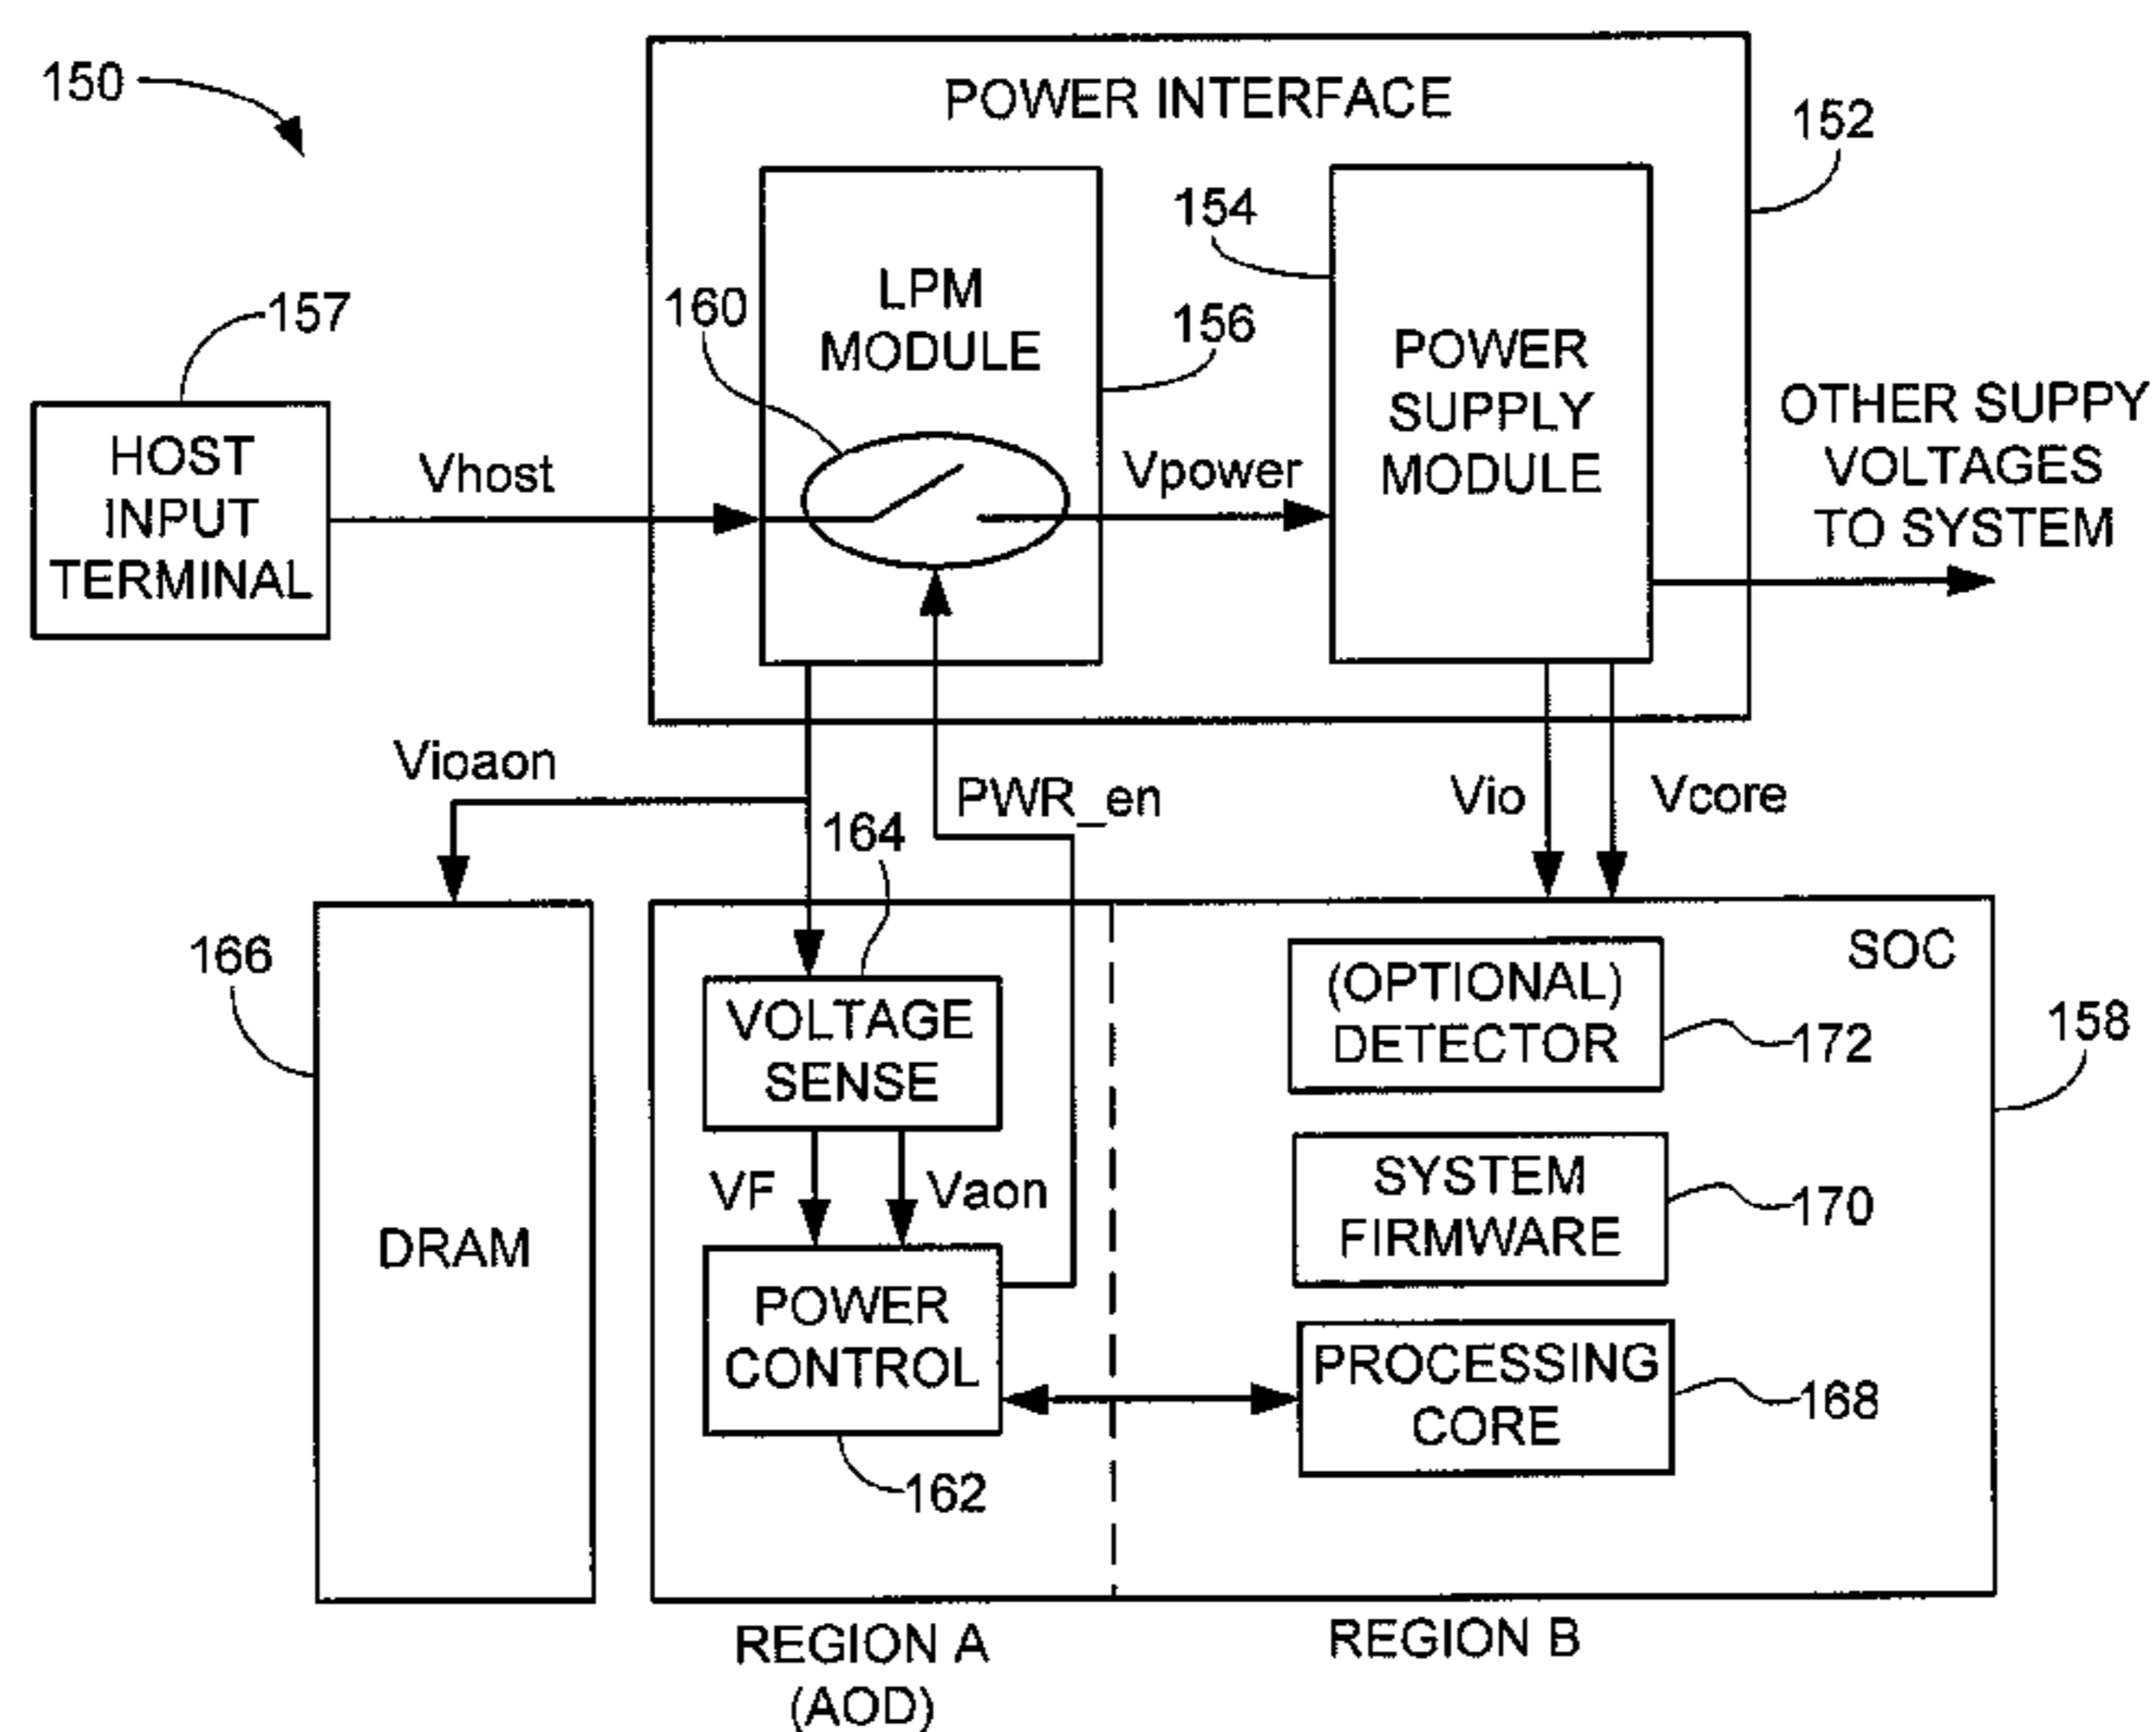 150
POWER INTERFACE
152
154
LPM
MODULE
160
156
157
POWER
SUPPLY
MODULE
OTHER SUPPY
VOLTAGES
TO SYSTEM
HOST
INPUT
TERMINAL
Vhost
Vpower
Vioaon
PWR_en
Vio
Vcore
164
166
VOLTAGE
SENSE
(OPTIONAL)
DETECTOR
172
SOC
158
VF
Vaon
SYSTEM
FIRMWARE
170
DRAM
POWER
CONTROL
PROCESSING
CORE
168
162
REGION A
(AOD)
REGION B